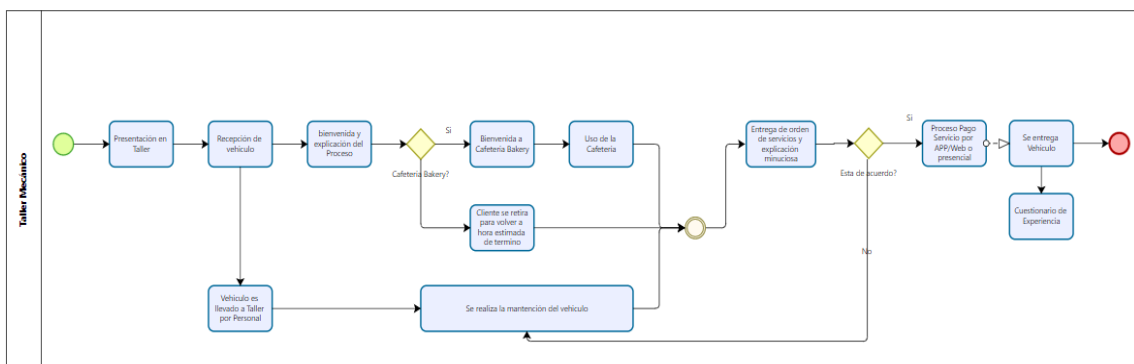 Taller Mecánico
Presentación en
Taller
Recepción de
vehículo
bienvenida y
explicación del
Proceso
Si
Cafeteria Bakery?
Bienvenida a
Cafeteria Bakery
Uso de la
Cafeteria
Cliente se retira
para volver a
hora estimada
de termino
Vehiculo es
llevado a Taller
por Personal
Se realiza la mantención del vehículo
Entrega de orden
de servicios y
explicación
minuciosa
Esta de acuerdo?
Si
No
Proceso Pago
Servicio por
APP/Web o
presencial
Se entrega
Vehiculo
Cuestionario de
Experiencia